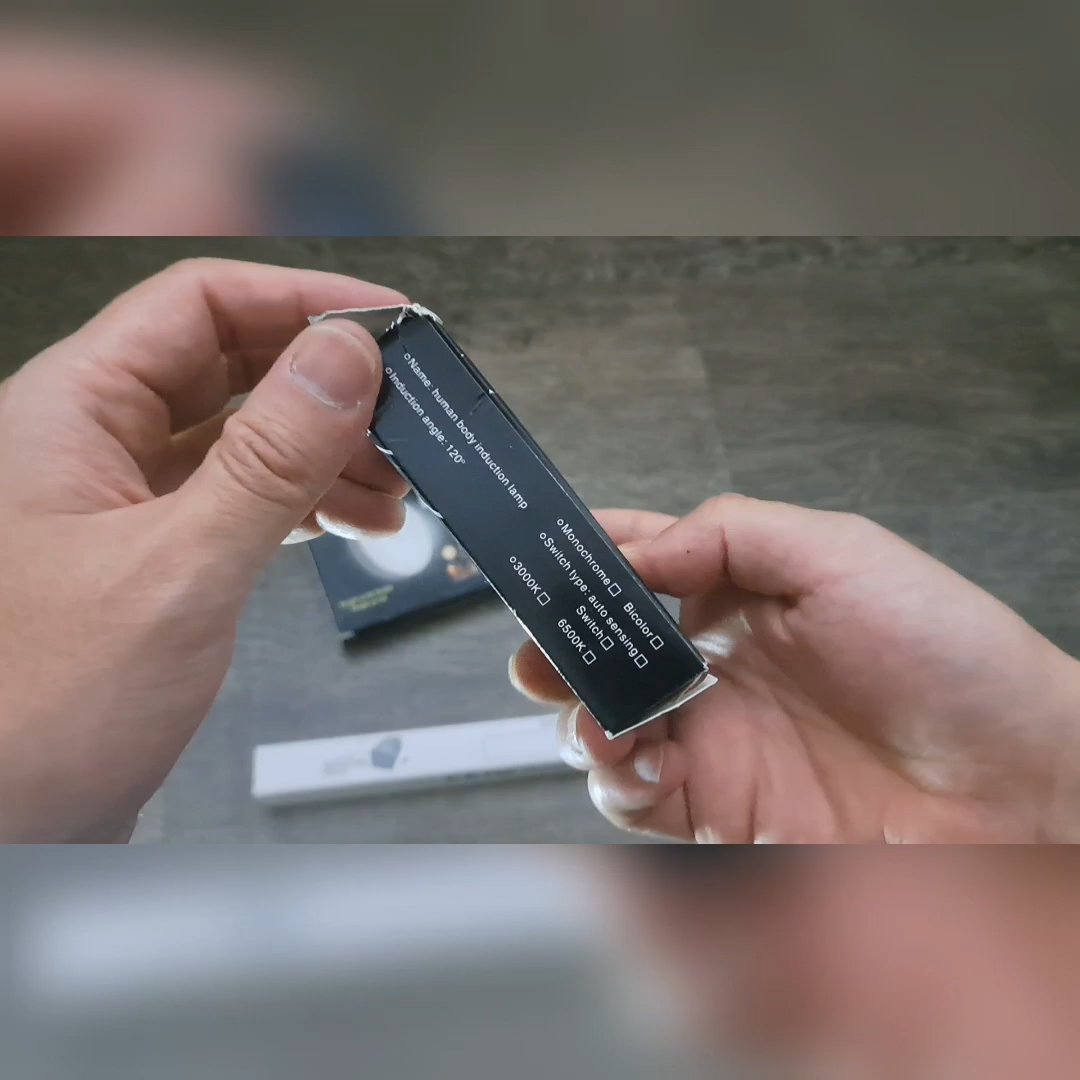 ○Name: human body induction lamp
○Induction angle: 120°
○Monochrome□ Bicolor□
○Switch type: auto sensing□
Switch□
○3000K□ 6500K□